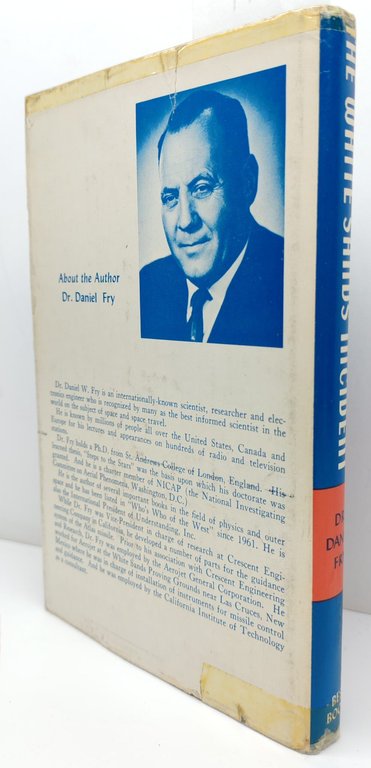 About the Author
Dr. Daniel Fry
Dr. Daniel W. Fry is an internationally-known scientist, researcher and elec-
tronics engineer who is recognized by many as the best informed scientist in the
world on the subject of space and space travel.
He is known by millions of people all over the United States, Canada and
Europe for his lectures and appearances on hundreds of radio and television
stations.
Dr. Fry holds a Ph.D. from St. Andrews College of London, England. His
learned thesis, "Steps to the Stars" was the basis upon which his doctorate was
granted. And he is a charter member of NICAP (the National Investigating
Committee on Aerial Phenomena, Washington, D.C.)
He is the author of several important books in the field of physics and outer
space and he has been listed in "Who's Who of the West" since 1961. He is
also the International President of Understanding, Inc.
While Dr. Fry was Vice-President in charge of research at Crescent Engi-
neering Company in California, he developed a number of parts for the guidance
system of the Atlas missile. Prior to his association with Crescent Engineering
and Research, Dr. Fry was employed by the Aerojet General Corporation. He
worked for Aerojet at the White Sands Proving Grounds near Las Cruces, New
Mexico where he was in charge of installation of instruments for missile control
and guidance. He was also employed by the California Institute of Technology
as a consultant.
THE WHITE SANDS INCIDENT